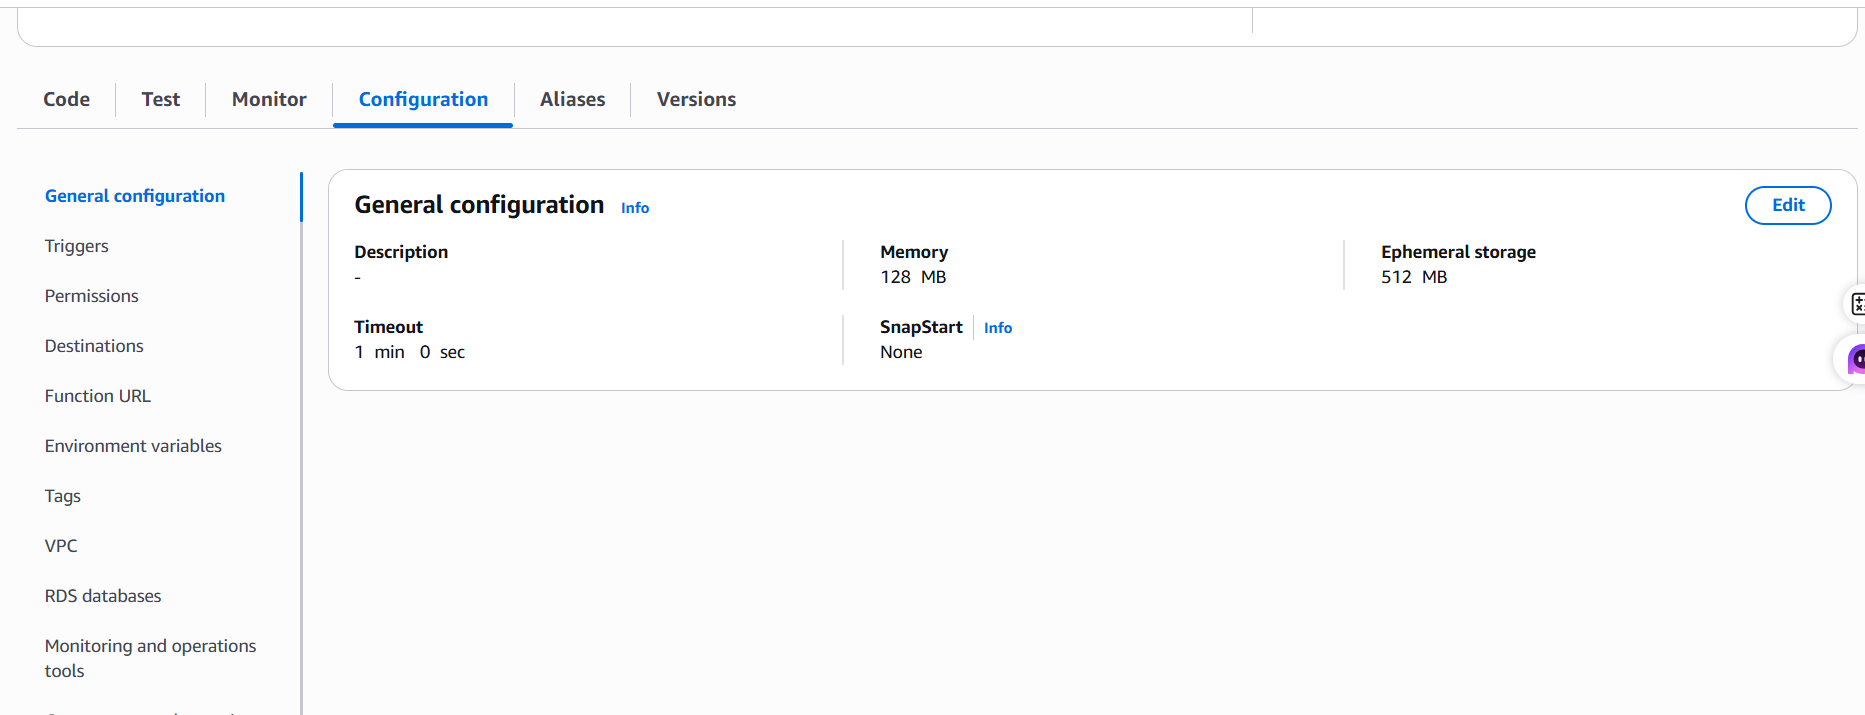 Code
Test
Monitor
Configuration
Aliases
Versions
General configuration
Triggers
Permissions
Destinations
Function URL
Environment variables
Tags
VPC
RDS databases
Monitoring and operations
tools
General configuration Info
Edit
Description
-
Memory
128 MB
Ephemeral storage
512 MB
Timeout
1 min 0 sec
SnapStart Info
None